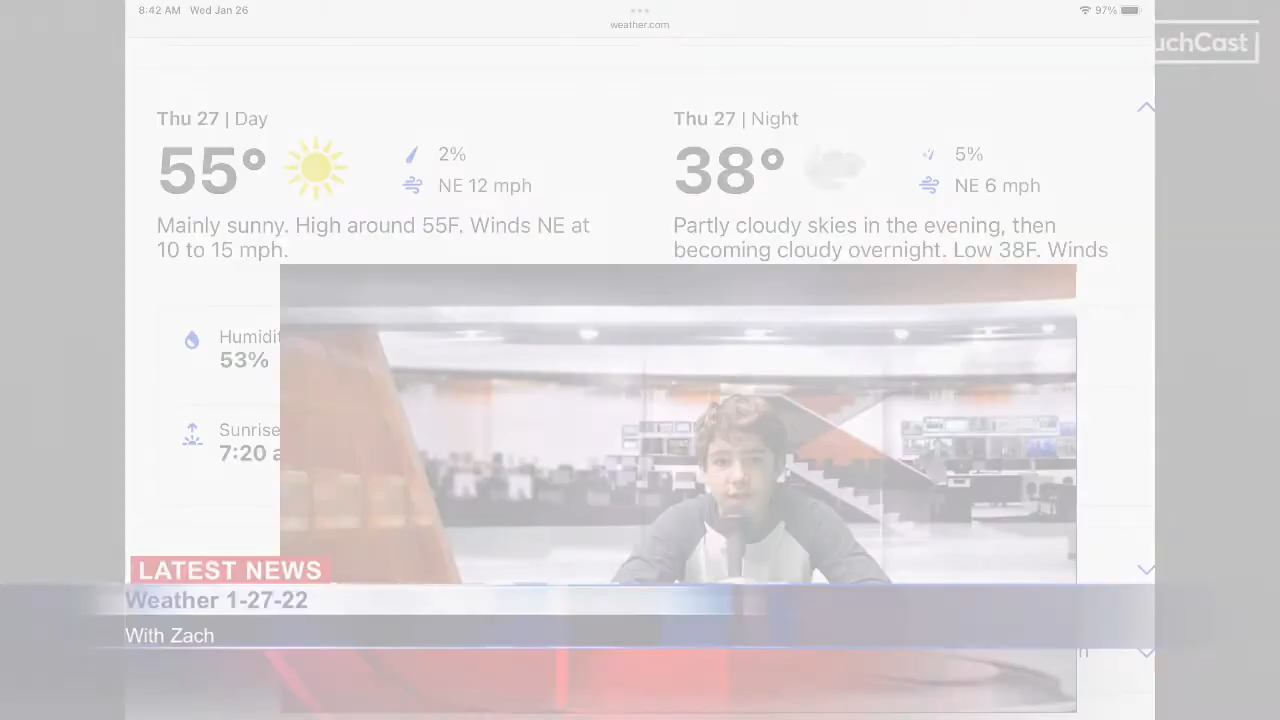 8:42 AM Wed Jan 26
97%
weather.com
uchCast
Thu 27 | Day
55°
2%
NE 12 mph
Mainly sunny. High around 55F. Winds NE at
10 to 15 mph.
Thu 27 | Night
38°
5%
NE 6 mph
Partly cloudy skies in the evening, then
becoming cloudy overnight. Low 38F. Winds
Humidit
53%
Sunrise
7:20 a
LATEST NEWS
Weather 1-27-22
With Zach